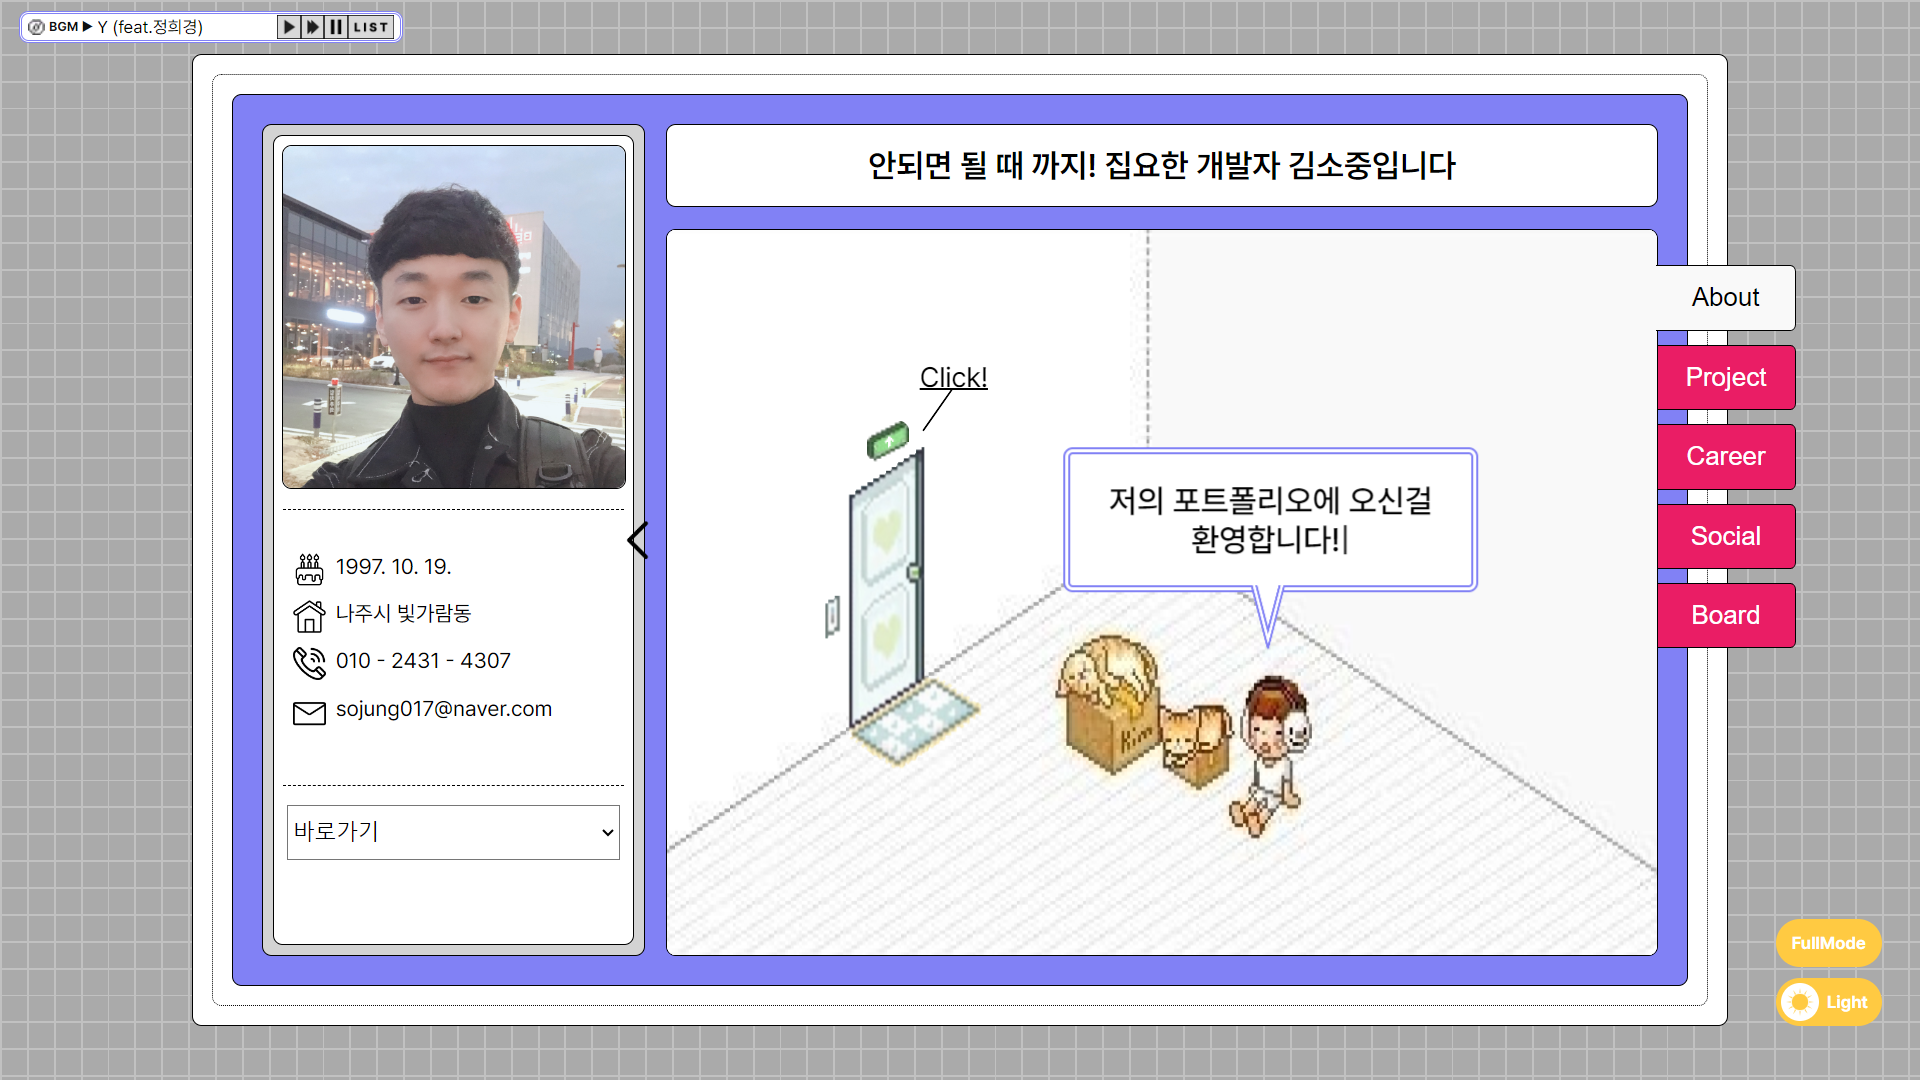 BGM ▶ Y (feat.정희경)
LIST
안되면 될 때 까지! 집요한 개발자 김소중입니다
1997. 10. 19.
나주시 빛가람동
010 - 2431 - 4307
sojung017@naver.com
바로가기
Click!
저의 포트폴리오에 오신걸
환영합니다!|
Kim
About
Project
Career
Social
Board
FullMode
Light